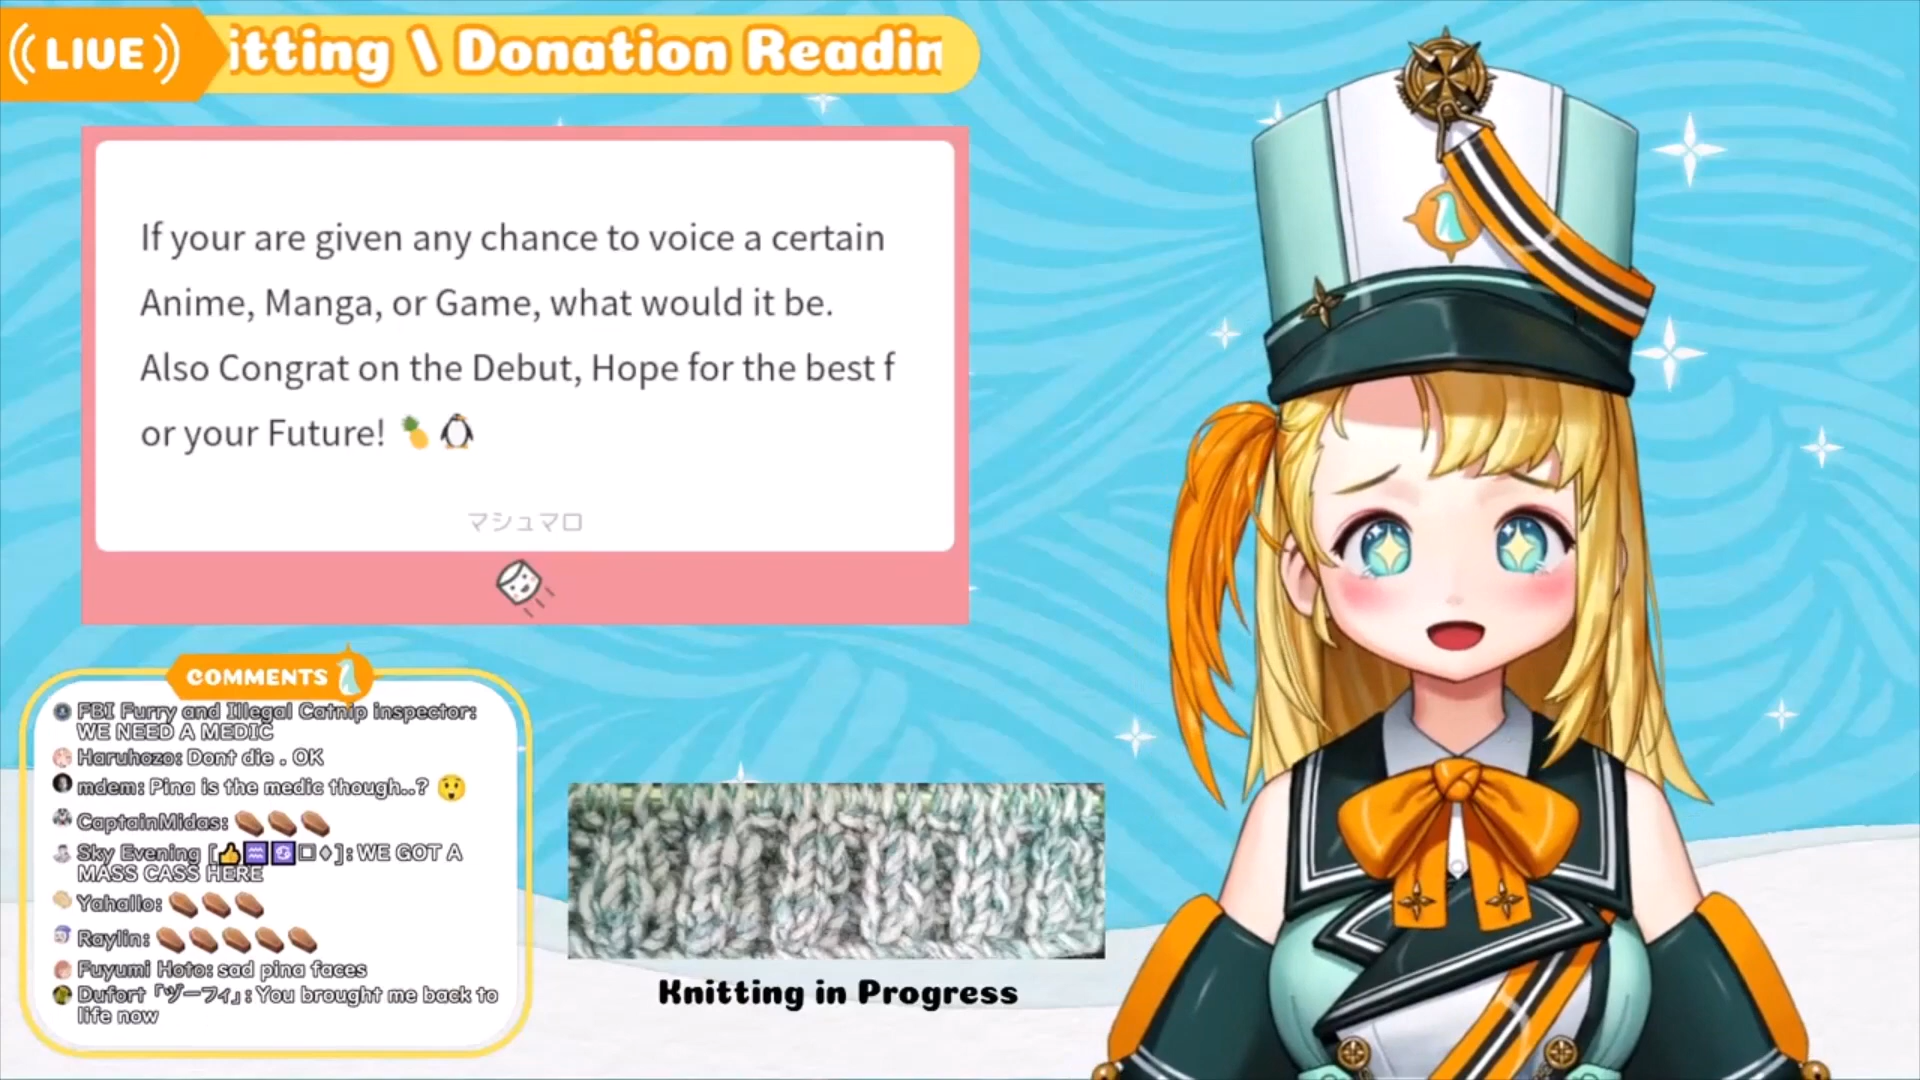 LIVE
itting \ Donation Readin
If your are given any chance to voice a certain
Anime, Manga, or Game, what would it be.
Also Congrat on the Debut, Hope for the best f
or your Future! 🍍🐧
マシュマロ
COMMENTS
FBI Furry and Illegal Catnip inspector:
WE NEED A MEDIC
Haruhozo: Dont die . OK
mdem: Pina is the medic though..? 😲
CaptainMidas: ⚰⚰⚰
Sky Evening [👍♒♋□◊]: WE GOT A
MASS CASS HERE
Yahallo: ⚰⚰⚰
Raylin: ⚰⚰⚰⚰⚰
Fuyumi Hoto: sad pina faces
Dufort「ヅーフィ」: You brought me back to
life now
Knitting in Progress